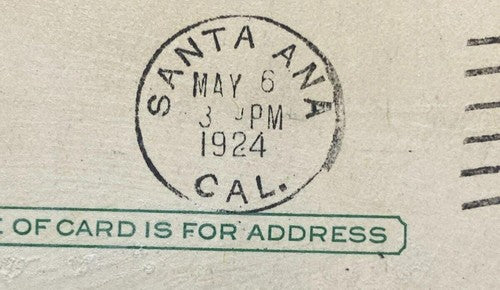 SANTA ANA
MAY 6
3 PM
1924
CAL.
OF CARD IS FOR ADDRESS